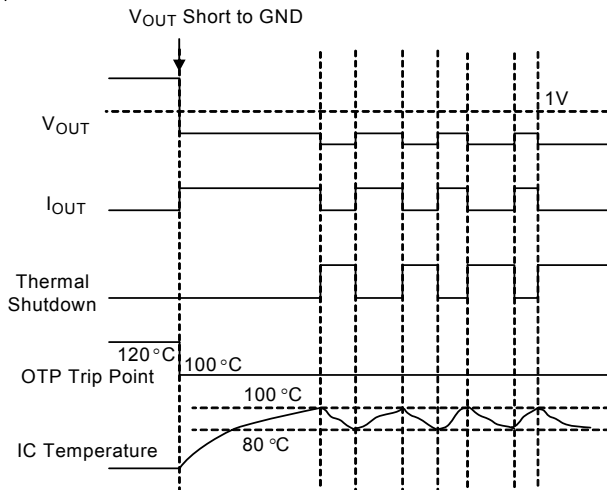 VOUT Short to GND
1V
VOUT
IOUT
Thermal
Shutdown
120 °C
100 °C
OTP Trip Point
100 °C
80 °C
IC Temperature